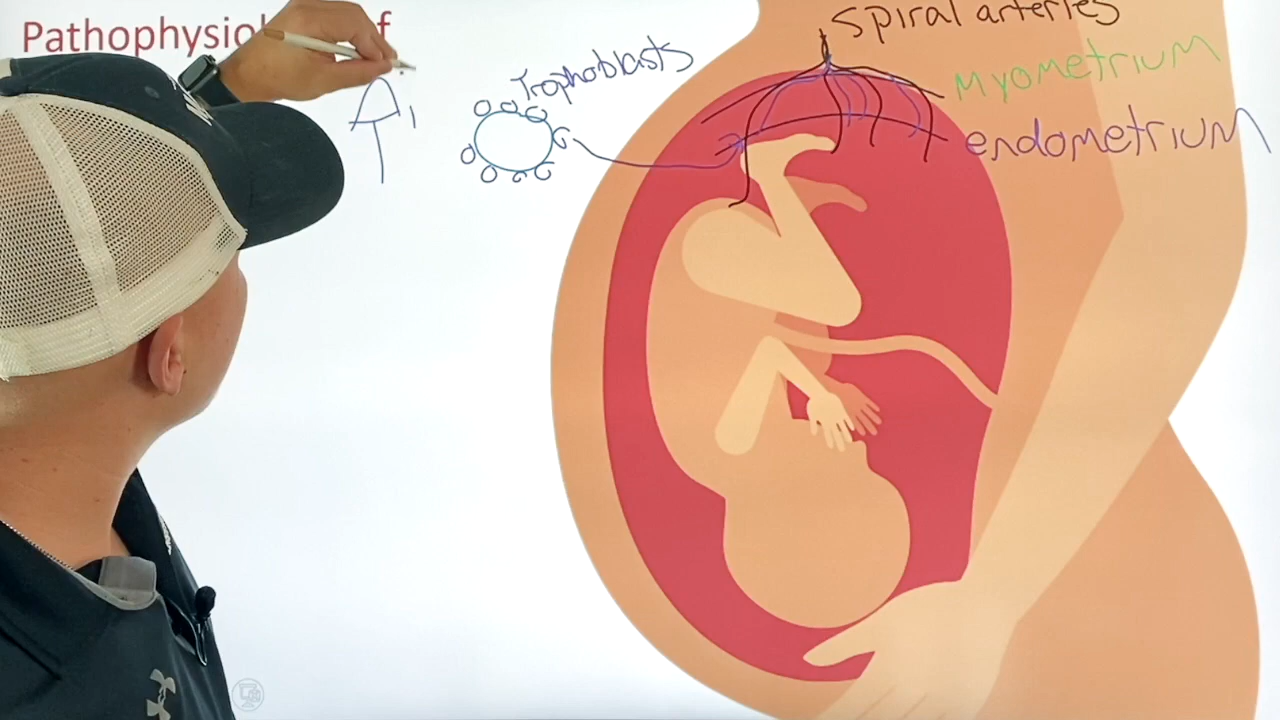 Pathophysiol f
spiral arteries
Trophoblasts
Myometrium
endometrium